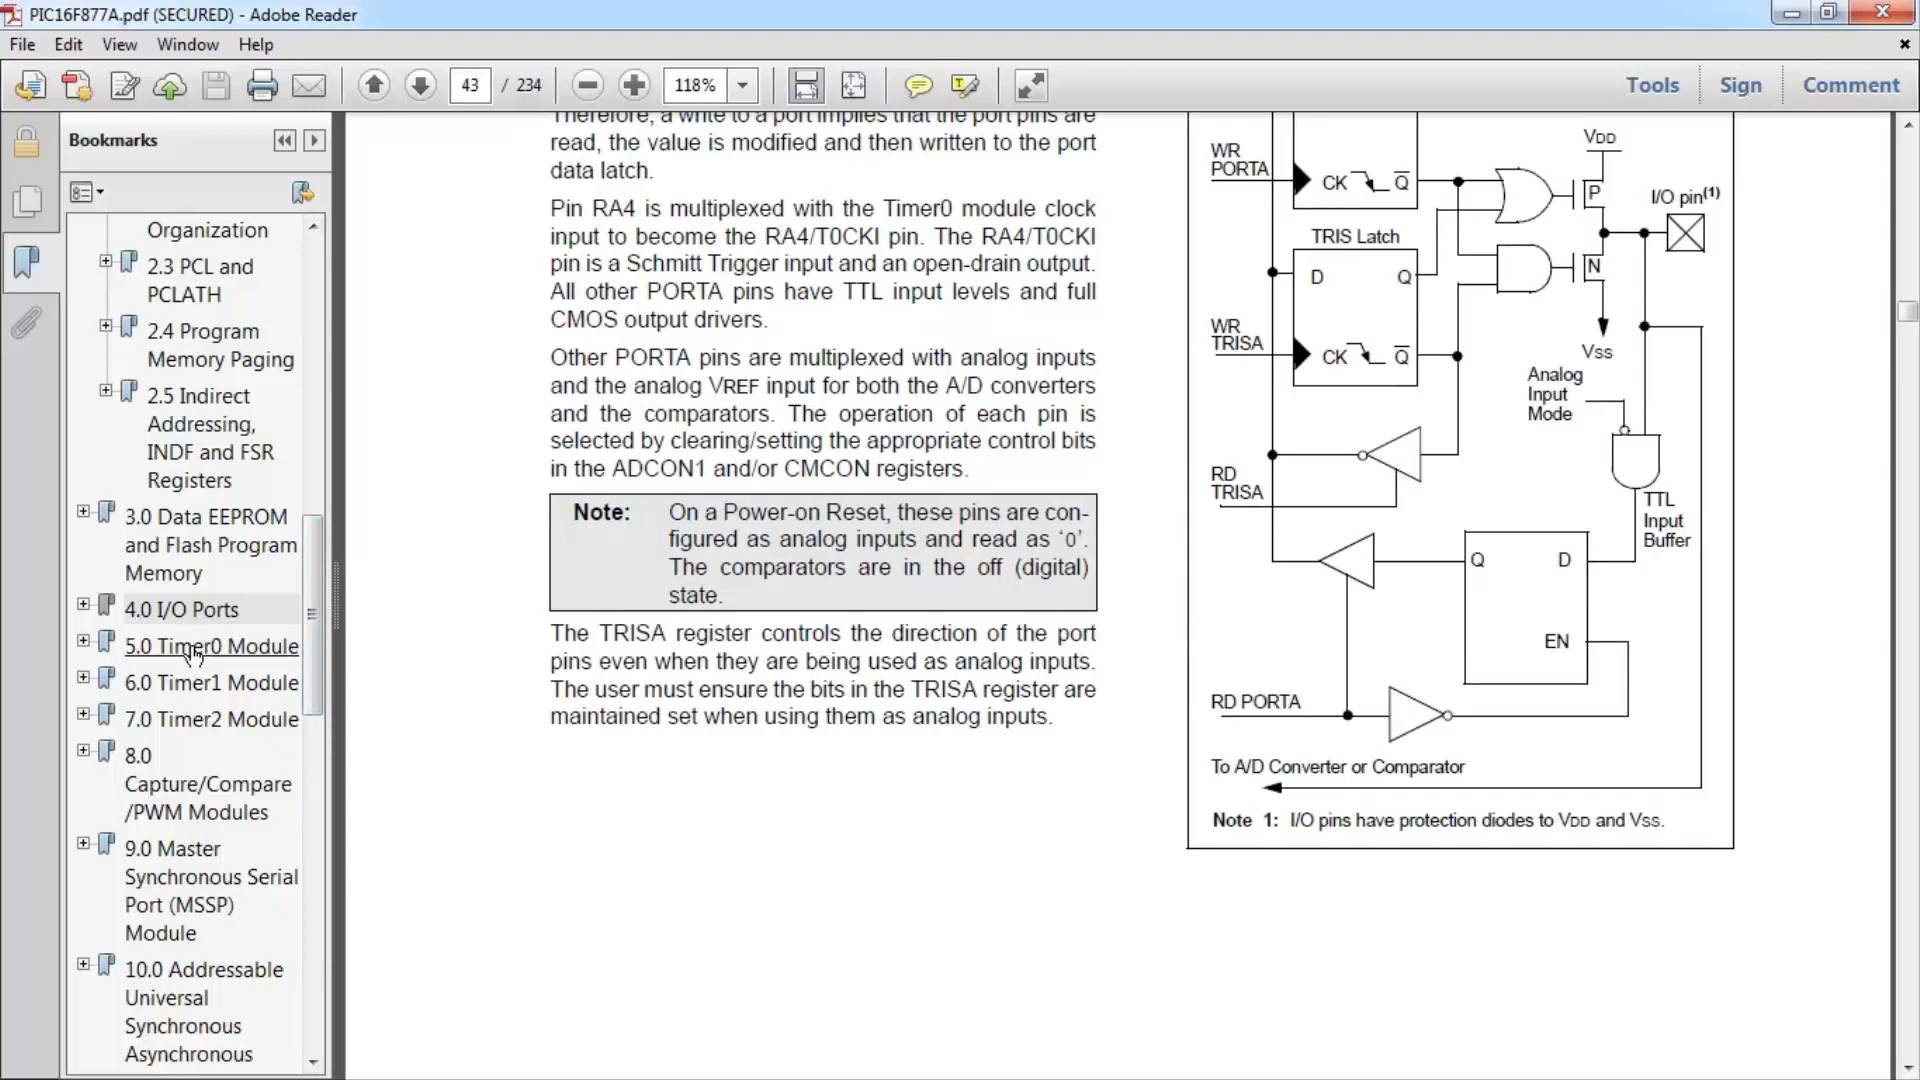 PIC16F877A.pdf (SECURED) - Adobe Reader
File Edit View Window Help
43 / 234 118% Tools Sign Comment
Bookmarks
Organization
2.3 PCL and
PCLATH
2.4 Program
Memory Paging
2.5 Indirect
Addressing,
INDF and FSR
Registers
3.0 Data EEPROM
and Flash Program
Memory
4.0 I/O Ports
5.0 Timer0 Module
6.0 Timer1 Module
7.0 Timer2 Module
8.0
Capture/Compare
/PWM Modules
9.0 Master
Synchronous Serial
Port (MSSP)
Module
10.0 Addressable
Universal
Synchronous
Asynchronous
Therefore, a write to a port implies that the port pins are
read, the value is modified and then written to the port
data latch.
Pin RA4 is multiplexed with the Timer0 module clock
input to become the RA4/T0CKI pin. The RA4/T0CKI
pin is a Schmitt Trigger input and an open-drain output.
All other PORTA pins have TTL input levels and full
CMOS output drivers.
Other PORTA pins are multiplexed with analog inputs
and the analog VREF input for both the A/D converters
and the comparators. The operation of each pin is
selected by clearing/setting the appropriate control bits
in the ADCON1 and/or CMCON registers.
Note: On a Power-on Reset, these pins are con-
figured as analog inputs and read as ‘0’.
The comparators are in the off (digital)
state.
The TRISA register controls the direction of the port
pins even when they are being used as analog inputs.
The user must ensure the bits in the TRISA register are
maintained set when using them as analog inputs.
VDD
WR
PORTA
CK Q̅
P
I/O pin(1)
TRIS Latch
D Q
N
WR
TRISA
CK Q̅
VSS
Analog
Input
Mode
RD
TRISA
TTL
Input
Buffer
Q D
EN
RD PORTA
To A/D Converter or Comparator
Note 1: I/O pins have protection diodes to VDD and VSS.